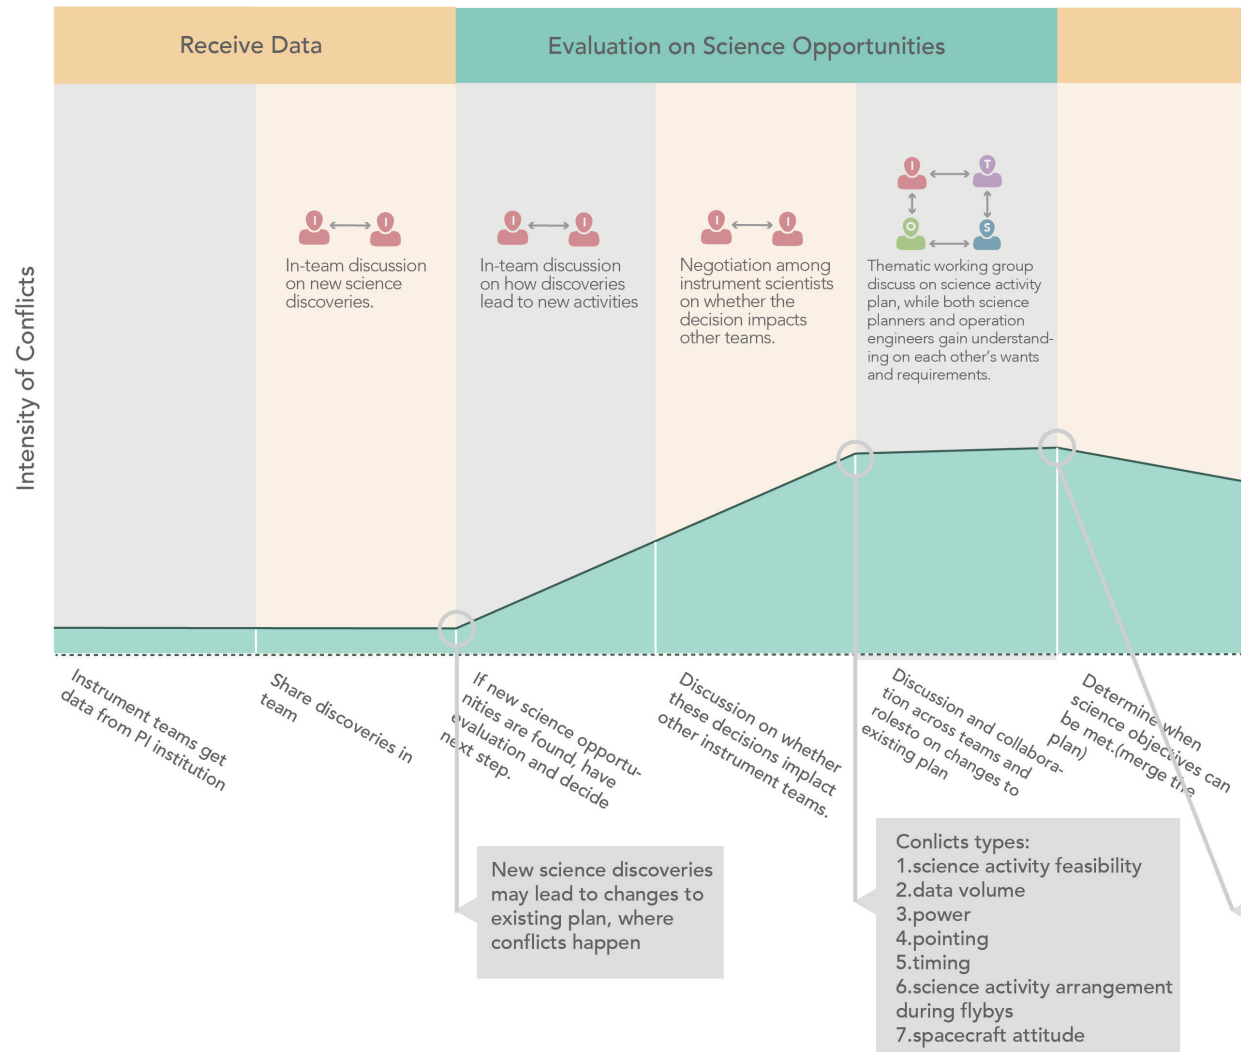 Receive Data
Evaluation on Science Opportunities
Intensity of Conflicts
I
I
In-team discussion
on new science
discoveries.
I
I
In-team discussion
on how discoveries
lead to new activities
I
I
Negotiation among
instrument scientists
on whether the
decision impacts
other teams.
I
T
O
S
Thematic working group
discuss on science activity
plan, while both science
planners and operation
engineers gain understand-
ing on each other’s wants
and requirements.
Instrument teams get
data from PI institution
Share discoveries in
team
If new science opportu-
nities are found, have
evaluation and decide
next step.
Discussion on whether
these decisions implact
other instrument teams.
Discussion and collabora-
tion across teams and
rolesto on changes to
existing plan
Determine when
science objectives can
be met.(merge the
plan)
New science discoveries
may lead to changes to
existing plan, where
conflicts happen
Conlicts types:
1.science activity feasibility
2.data volume
3.power
4.pointing
5.timing
6.science activity arrangement
during flybys
7.spacecraft attitude